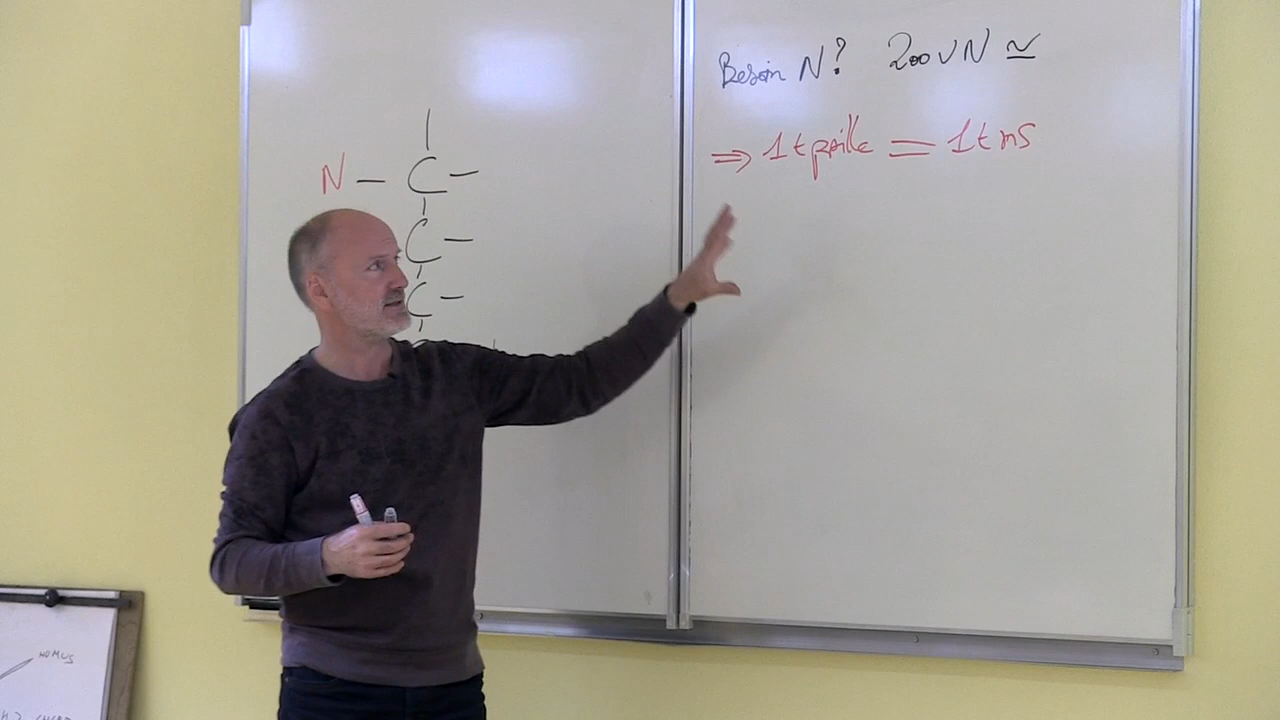 Besoin N? 200 U N ≃
⇒ 1 t paille = 1 t MS
N — C —
C —
C —
HUMUS